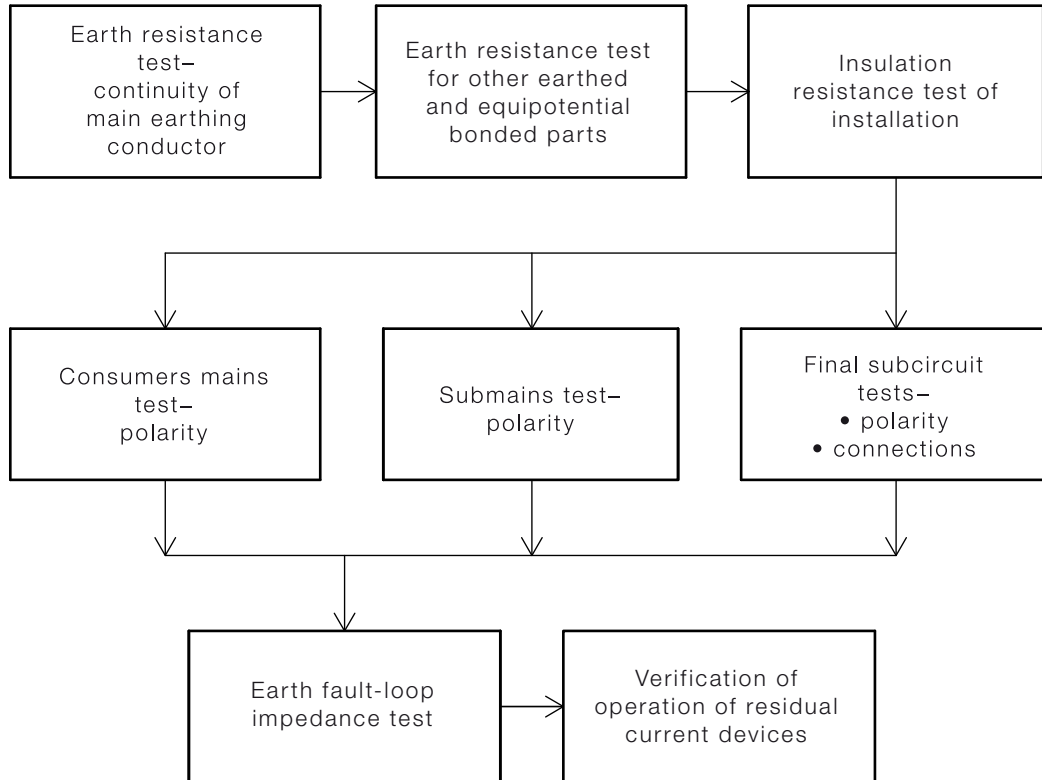 Earth resistance
test–
continuity of
main earthing
conductor
Earth resistance test
for other earthed
and equipotential
bonded parts
Insulation
resistance test of
installation
Consumers mains
test–
polarity
Submains test–
polarity
Final subcircuit
tests–
• polarity
• connections
Earth fault-loop
impedance test
Verification of
operation of residual
current devices